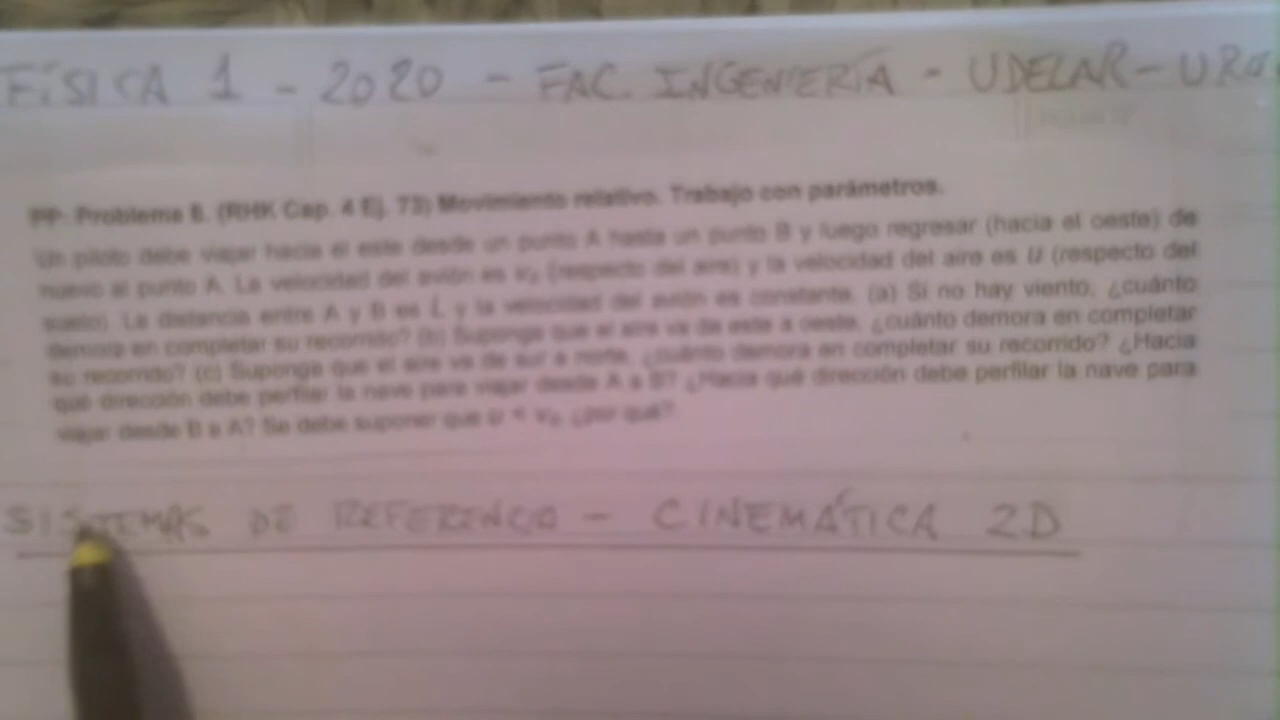 FÍSICA 1 - 2020 - FAC. INGENIERÍA - UDELAR - URU
PP- Problema 8. (RHK Cap. 4 Ej. 73) Movimiento relativo. Trabajo con parámetros.
Un piloto debe viajar hacia el este desde un punto A hasta un punto B y luego regresar (hacia el oeste) de
nuevo al punto A. La velocidad del avión es v₀ (respecto del aire) y la velocidad del aire es U (respecto del
suelo). La distancia entre A y B es L y la velocidad del avión es constante. (a) Si no hay viento, ¿cuánto
demora en completar su recorrido? (b) Suponga que el aire va de este a oeste, ¿cuánto demora en completar
su recorrido? (c) Suponga que el aire va de sur a norte, ¿cuánto demora en completar su recorrido? ¿Hacia
qué dirección debe perfilar la nave para viajar desde A a B? ¿Hacia qué dirección debe perfilar la nave para
viajar desde B a A? Se debe suponer que U < v₀, ¿por qué?
SISTEMAS DE REFERENCIA - CINEMÁTICA 2D